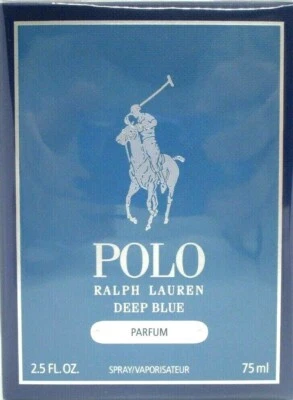 POLO
RALPH LAUREN
DEEP BLUE
PARFUM
2.5 FL. OZ. SPRAY/VAPORISATEUR 75 ml